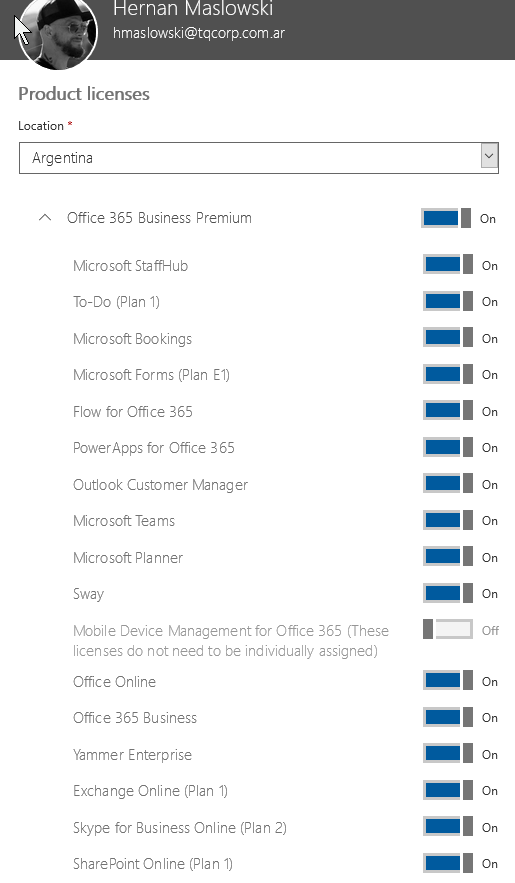 Hernan Maslowski
hmaslowski@tqcorp.com.ar
Product licenses
Location *
Argentina
Office 365 Business Premium On
Microsoft StaffHub On
To-Do (Plan 1) On
Microsoft Bookings On
Microsoft Forms (Plan E1) On
Flow for Office 365 On
PowerApps for Office 365 On
Outlook Customer Manager On
Microsoft Teams On
Microsoft Planner On
Sway On
Mobile Device Management for Office 365 (These Off
licenses do not need to be individually assigned)
Office Online On
Office 365 Business On
Yammer Enterprise On
Exchange Online (Plan 1) On
Skype for Business Online (Plan 2) On
SharePoint Online (Plan 1) On